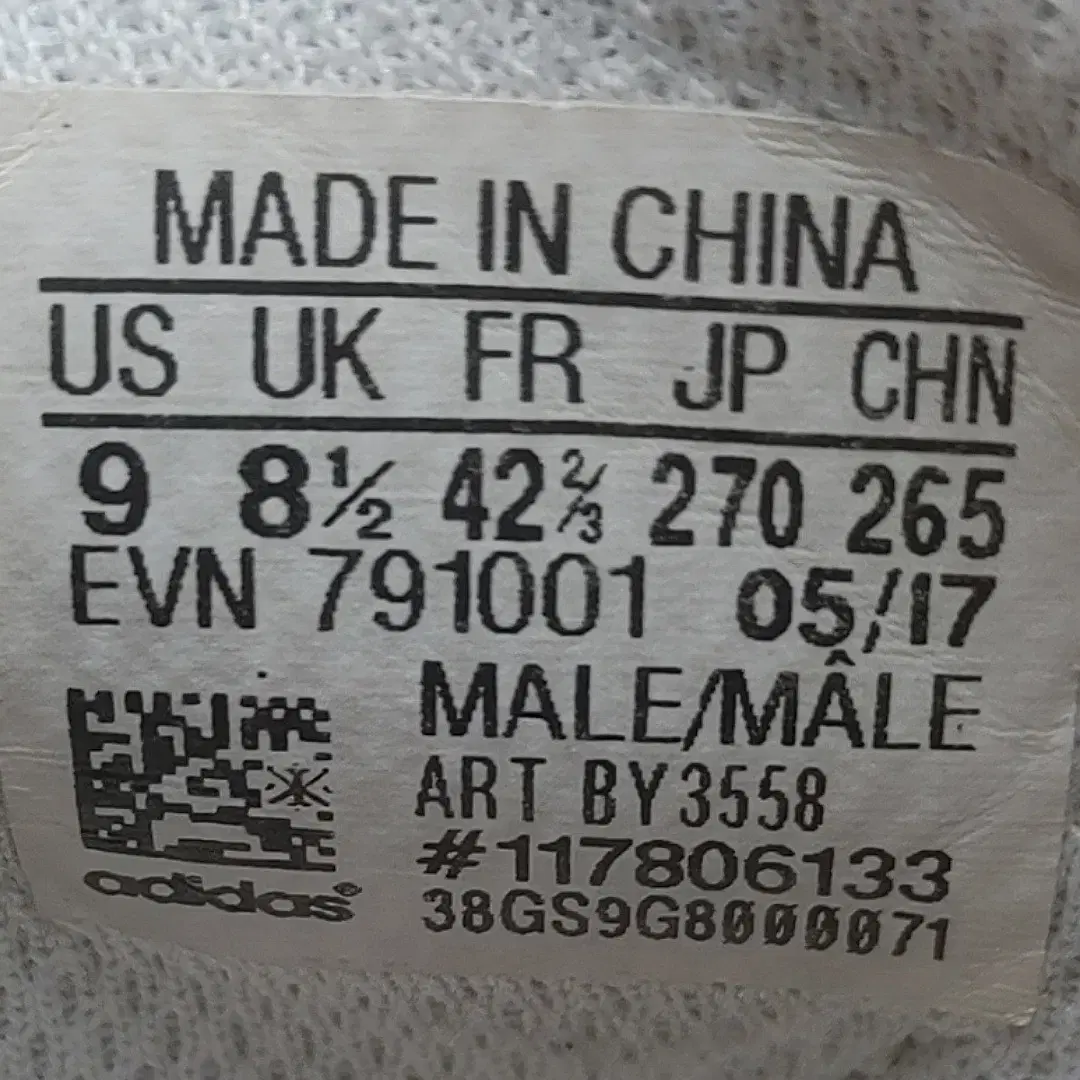 MADE IN CHINA
US UK FR JP CHN
9 8½ 42⅔ 270 265
EVN 791001 05/17
MALE/MÂLE
ART BY3558
#117806133
38GS9G8000071
adidas®